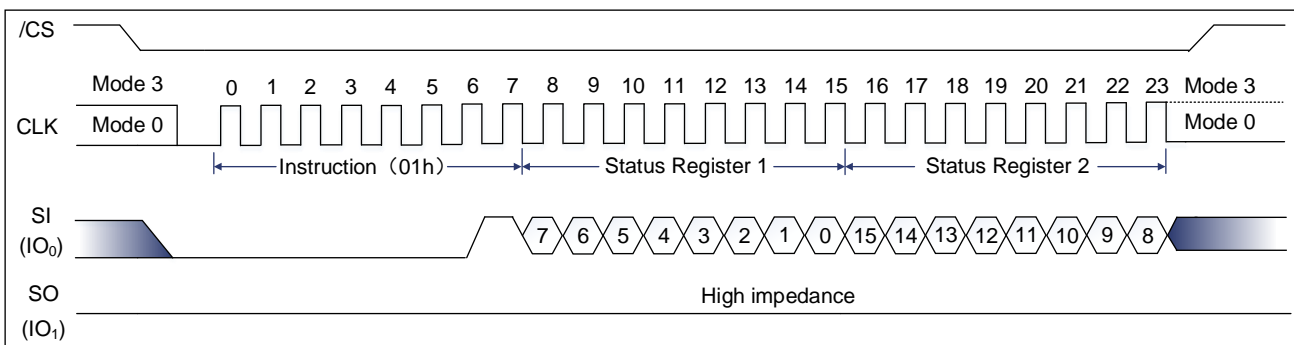 /CS
Mode 3 0 1 2 3 4 5 6 7 8 9 10 11 12 13 14 15 16 17 18 19 20 21 22 23 Mode 3
CLK Mode 0 Mode 0
Instruction（01h） Status Register 1 Status Register 2
SI
(IO₀) 7 6 5 4 3 2 1 0 15 14 13 12 11 10 9 8
SO High impedance
(IO₁)